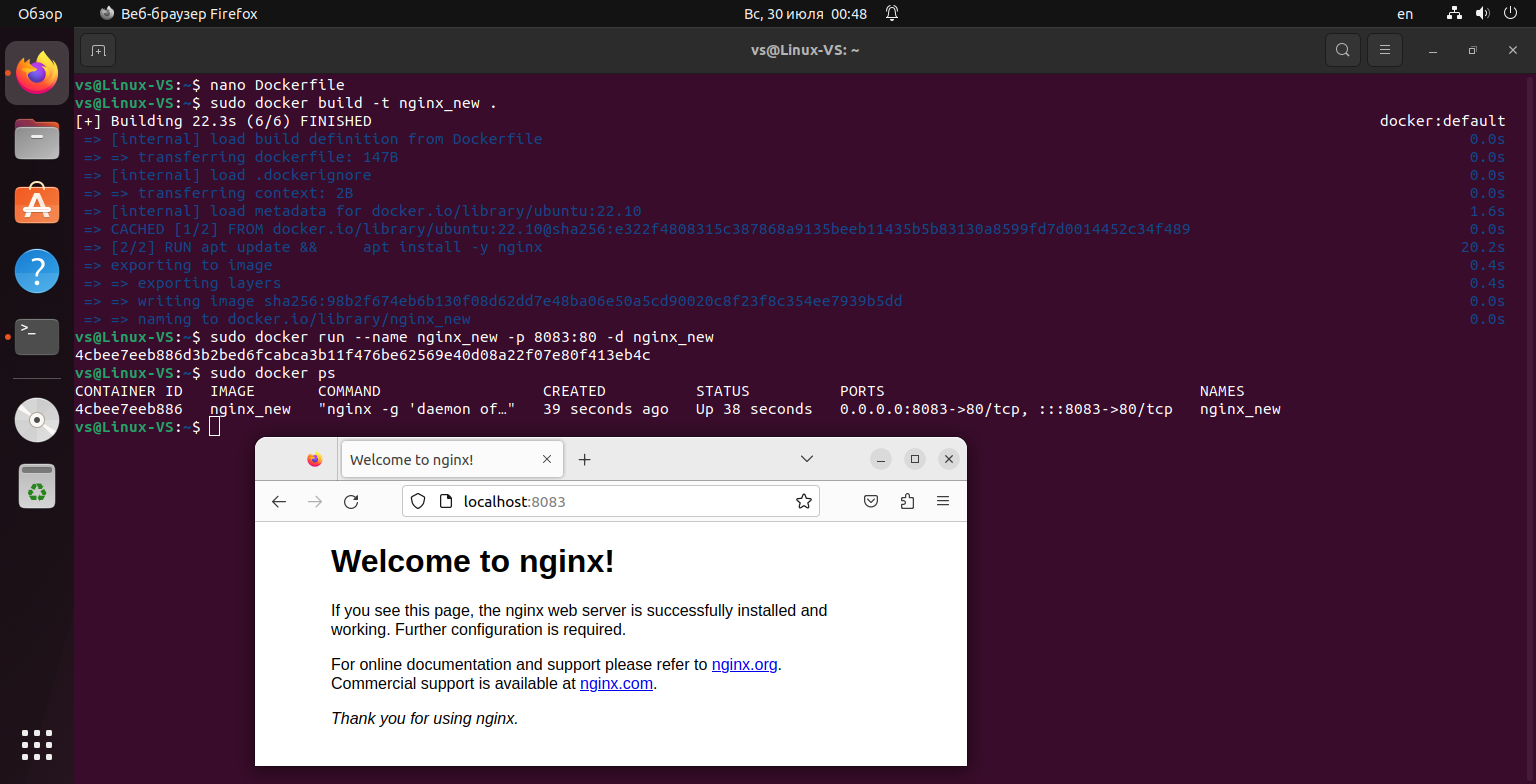 Обзор Веб-браузер Firefox Вс, 30 июля 00:48 en
vs@Linux-VS: ~
vs@Linux-VS:~$ nano Dockerfile
vs@Linux-VS:~$ sudo docker build -t nginx_new .
[+] Building 22.3s (6/6) FINISHED docker:default
=> [internal] load build definition from Dockerfile 0.0s
=> => transferring dockerfile: 147B 0.0s
=> [internal] load .dockerignore 0.0s
=> => transferring context: 2B 0.0s
=> [internal] load metadata for docker.io/library/ubuntu:22.10 1.6s
=> CACHED [1/2] FROM docker.io/library/ubuntu:22.10@sha256:e322f4808315c387868a9135beeb11435b5b83130a8599fd7d0014452c34f489 0.0s
=> [2/2] RUN apt update &&     apt install -y nginx 20.2s
=> exporting to image 0.4s
=> => exporting layers 0.4s
=> => writing image sha256:98b2f674eb6b130f08d62dd7e48ba06e50a5cd90020c8f23f8c354ee7939b5dd 0.0s
=> => naming to docker.io/library/nginx_new 0.0s
vs@Linux-VS:~$ sudo docker run --name nginx_new -p 8083:80 -d nginx_new
4cbee7eeb886d3b2bed6fcabca3b11f476be62569e40d08a22f07e80f413eb4c
vs@Linux-VS:~$ sudo docker ps
CONTAINER ID IMAGE COMMAND CREATED STATUS PORTS NAMES
4cbee7eeb886 nginx_new "nginx -g 'daemon of…" 39 seconds ago Up 38 seconds 0.0.0.0:8083->80/tcp, :::8083->80/tcp nginx_new
vs@Linux-VS:~$
Welcome to nginx!
localhost:8083
Welcome to nginx!
If you see this page, the nginx web server is successfully installed and
working. Further configuration is required.
For online documentation and support please refer to nginx.org.
Commercial support is available at nginx.com.
Thank you for using nginx.